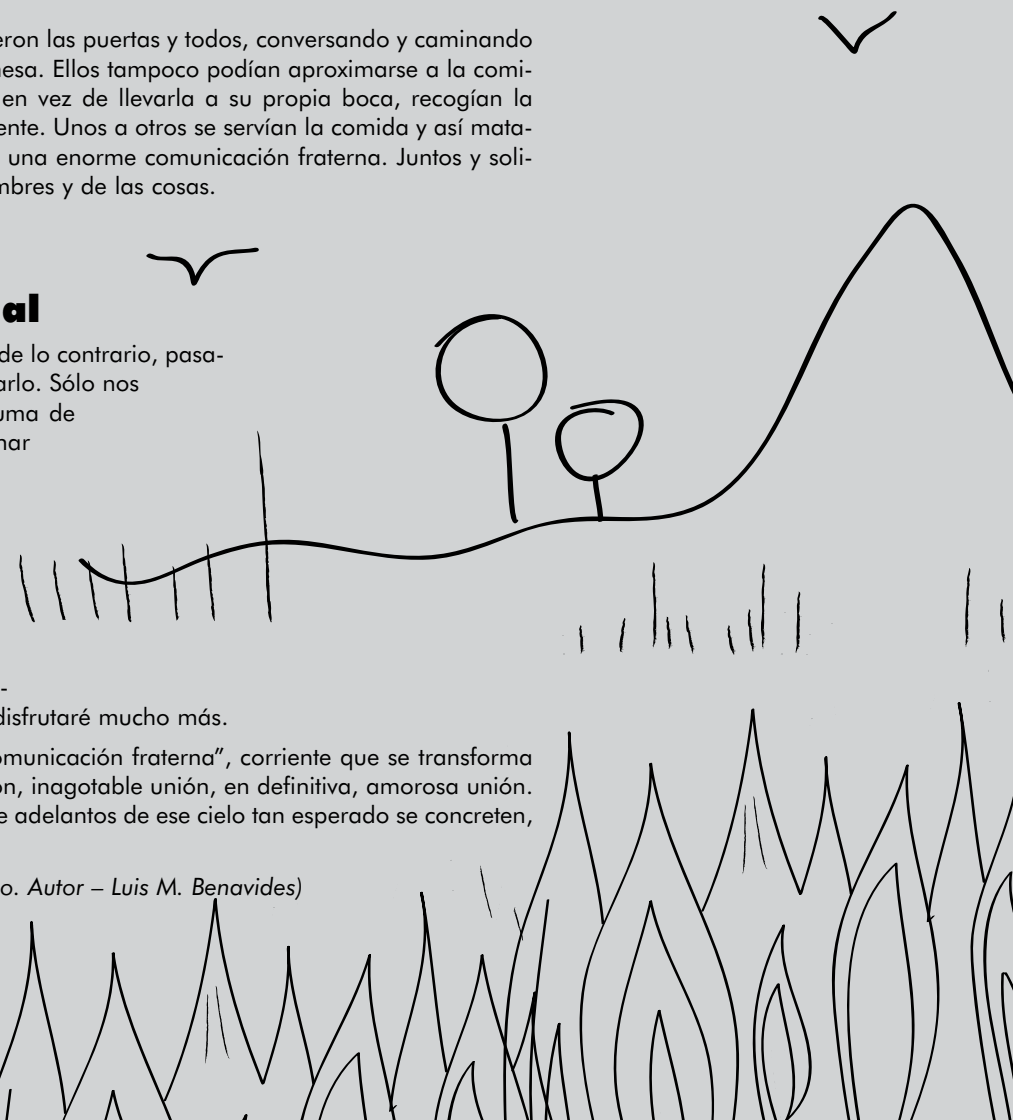 eron las puertas y todos, conversando y caminando
esa. Ellos tampoco podían aproximarse a la comi-
en vez de llevarla a su propia boca, recogían la
ente. Unos a otros se servían la comida y así mata-
una enorme comunicación fraterna. Juntos y soli-
mbres y de las cosas.
al
de lo contrario, pasa-
arlo. Sólo nos
uma de
nar
-
disfrutaré mucho más.
omunicación fraterna”, corriente que se transforma
ón, inagotable unión, en definitiva, amorosa unión.
e adelantos de ese cielo tan esperado se concreten,
o. Autor – Luis M. Benavides)